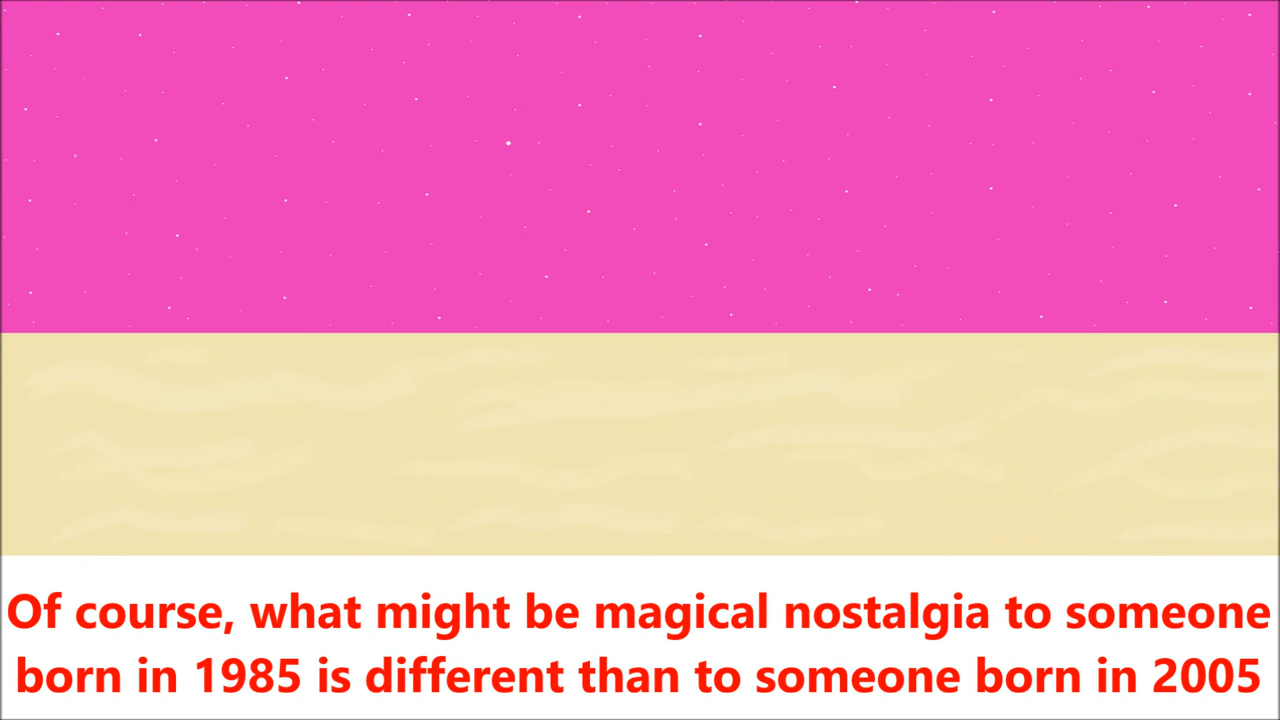 Of course, what might be magical nostalgia to someone
born in 1985 is different than to someone born in 2005